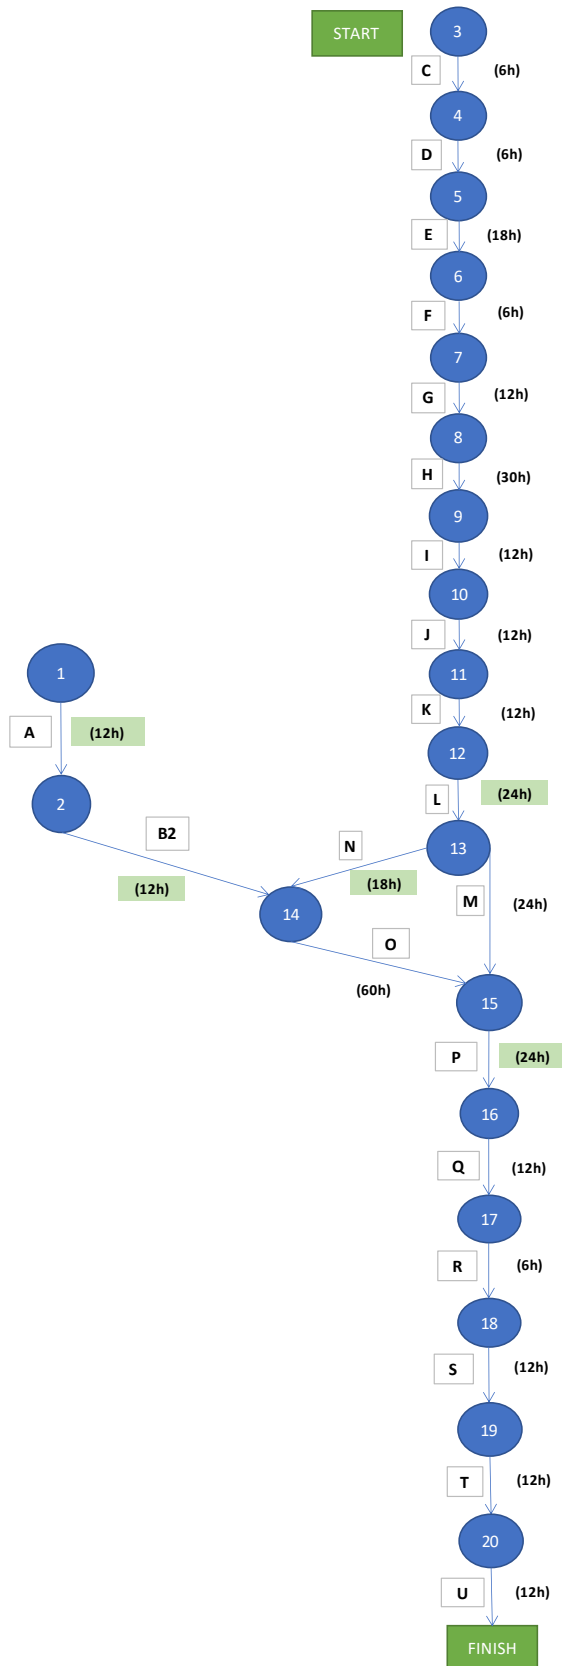 START
3
C (6h)
4
D (6h)
5
E (18h)
6
F (6h)
7
G (12h)
8
H (30h)
9
I (12h)
10
J (12h)
11
K (12h)
12
L (24h)
13
1
A (12h)
2
B2
(12h)
N
(18h)
M (24h)
14
O
(60h)
15
P (24h)
16
Q (12h)
17
R (6h)
18
S (12h)
19
T (12h)
20
U (12h)
FINISH